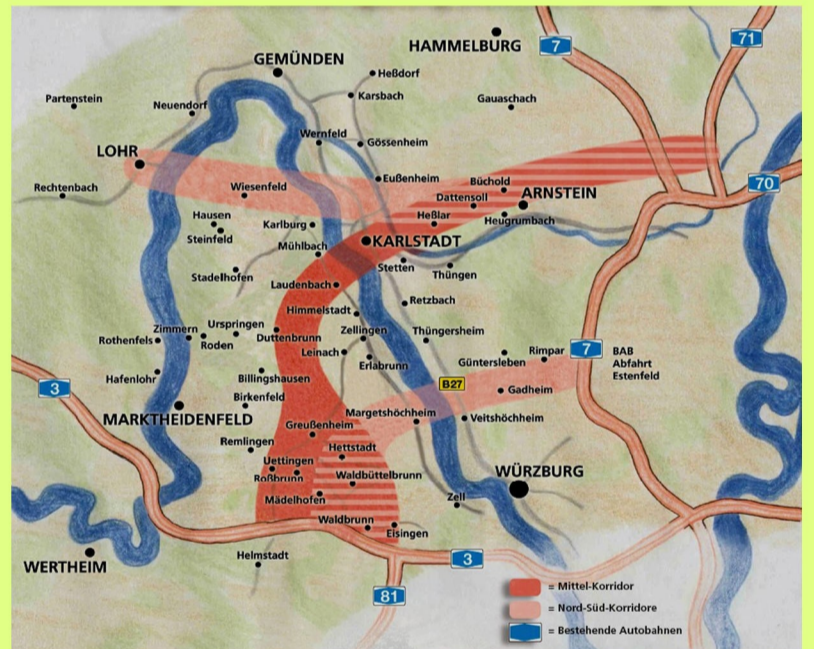 7
71
HAMMELBURG
GEMÜNDEN
Heßdorf
Karsbach
Partenstein
Neuendorf
Gauaschach
Wernfeld
Gössenheim
LOHR
Eußenheim
Büchold
70
Rechtenbach
Wiesenfeld
Dattensoll
ARNSTEIN
Hausen
Heßlar
Heugrumbach
Karlburg
Steinfeld
Mühlbach
KARLSTADT
Stetten
Thüngen
Stadelhofen
Laudenbach
Retzbach
Himmelstadt
Zimmern
Urspringen
Zellingen
Thüngersheim
Rothenfels
Roden
Duttenbrunn
Leinach
Rimpar
7
BAB
Abfahrt
Estenfeld
Erlabrunn
Güntersleben
Hafenlohr
Billingshausen
3
B27
Gadheim
Birkenfeld
MARKTHEIDENFELD
Margetshöchheim
Veitshöchheim
Greußenheim
Remlingen
Hettstadt
Uettingen
Roßbrunn
Waldbüttelbrunn
WÜRZBURG
Mädelhofen
Zell
Waldbrunn
Eisingen
WERTHEIM
Helmstadt
3
81
= Mittel-Korridor
= Nord-Süd-Korridore
= Bestehende Autobahnen